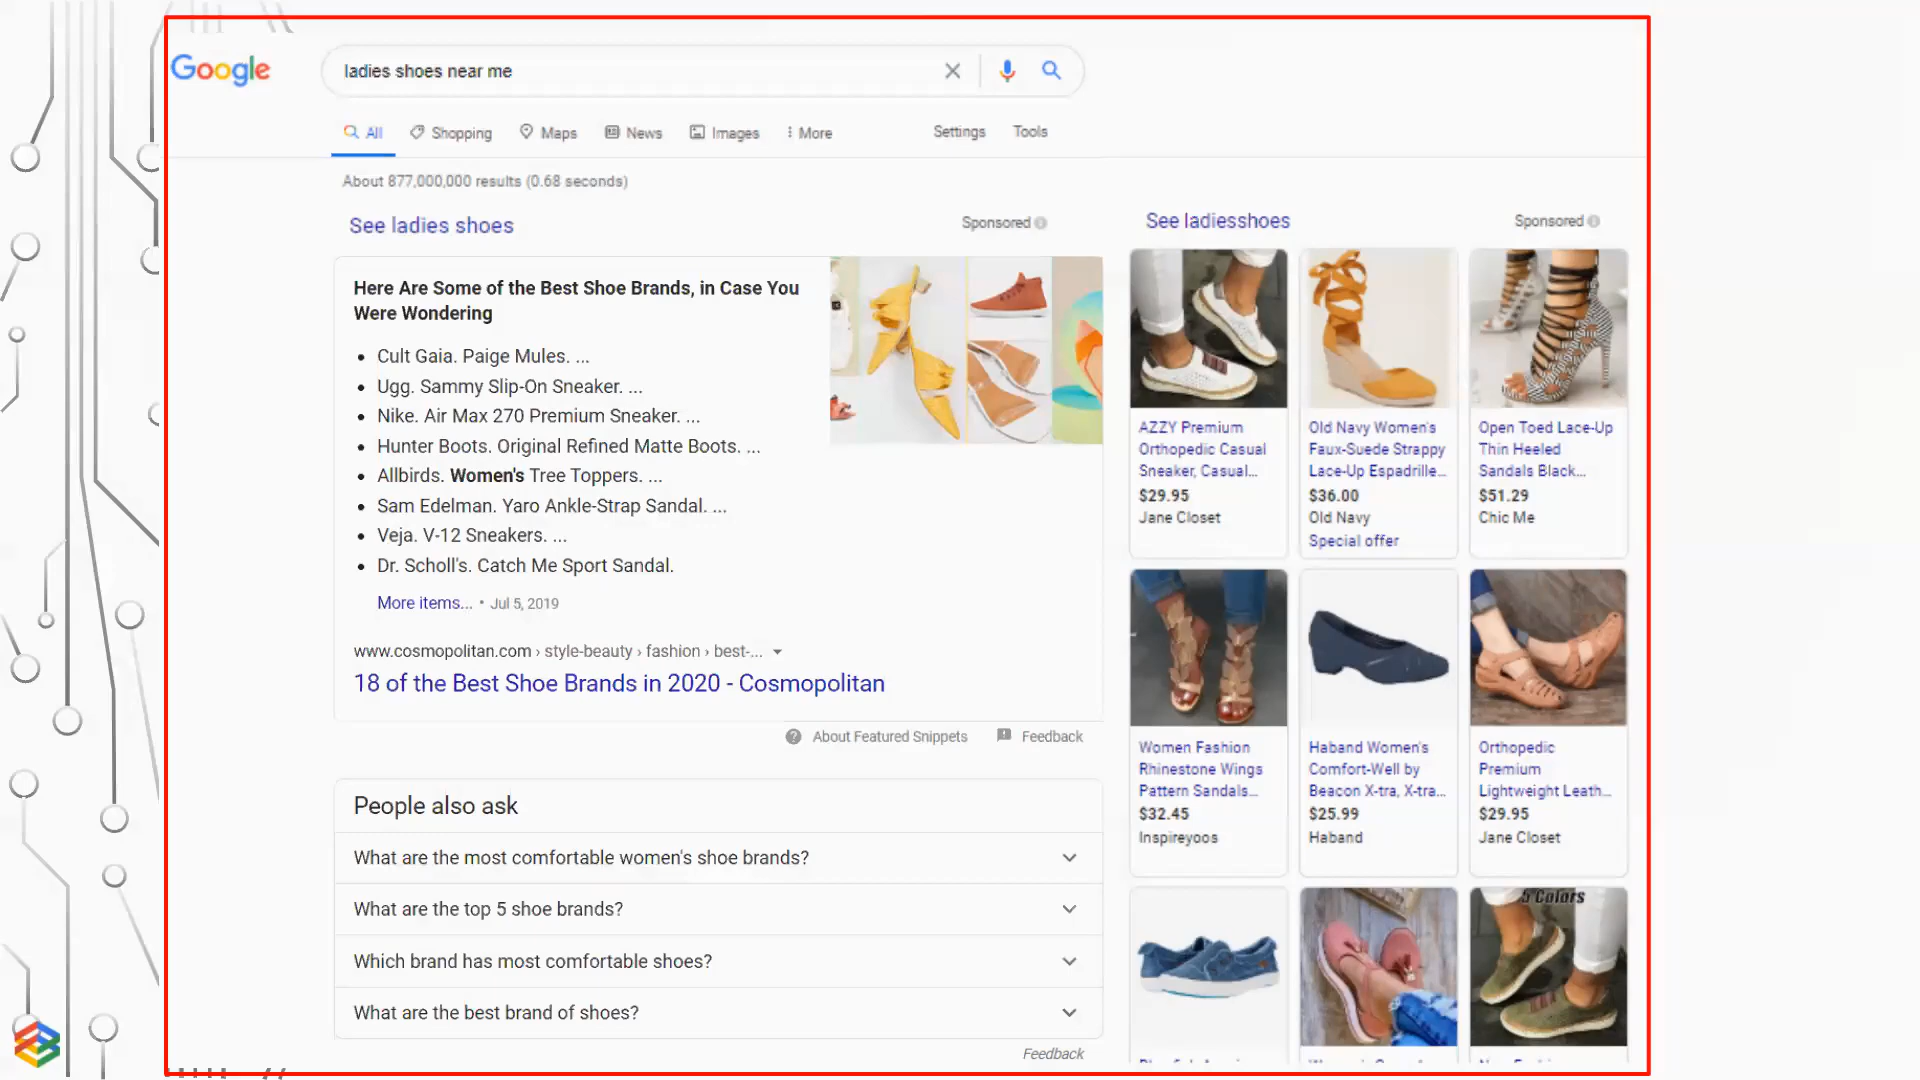 Google
ladies shoes near me
All
Shopping
Maps
News
Images
More
Settings
Tools
About 877,000,000 results (0.68 seconds)
See ladies shoes
Sponsored
Here Are Some of the Best Shoe Brands, in Case You
Were Wondering
Cult Gaia. Paige Mules. ...
Ugg. Sammy Slip-On Sneaker. ...
Nike. Air Max 270 Premium Sneaker. ...
Hunter Boots. Original Refined Matte Boots. ...
Allbirds. Women's Tree Toppers. ...
Sam Edelman. Yaro Ankle-Strap Sandal. ...
Veja. V-12 Sneakers. ...
Dr. Scholl's. Catch Me Sport Sandal.
More items... • Jul 5, 2019
www.cosmopolitan.com › style-beauty › fashion › best-...
18 of the Best Shoe Brands in 2020 - Cosmopolitan
About Featured Snippets
Feedback
People also ask
What are the most comfortable women's shoe brands?
What are the top 5 shoe brands?
Which brand has most comfortable shoes?
What are the best brand of shoes?
Feedback
See ladiesshoes
Sponsored
AZZY Premium
Orthopedic Casual
Sneaker, Casual...
$29.95
Jane Closet
Old Navy Women's
Faux-Suede Strappy
Lace-Up Espadrille...
$36.00
Old Navy
Special offer
Open Toed Lace-Up
Thin Heeled
Sandals Black...
$51.29
Chic Me
Women Fashion
Rhinestone Wings
Pattern Sandals...
$32.45
Inspireyoos
Haband Women's
Comfort-Well by
Beacon X-tra, X-tra...
$25.99
Haband
Orthopedic
Premium
Lightweight Leath...
$29.95
Jane Closet
5 Colors